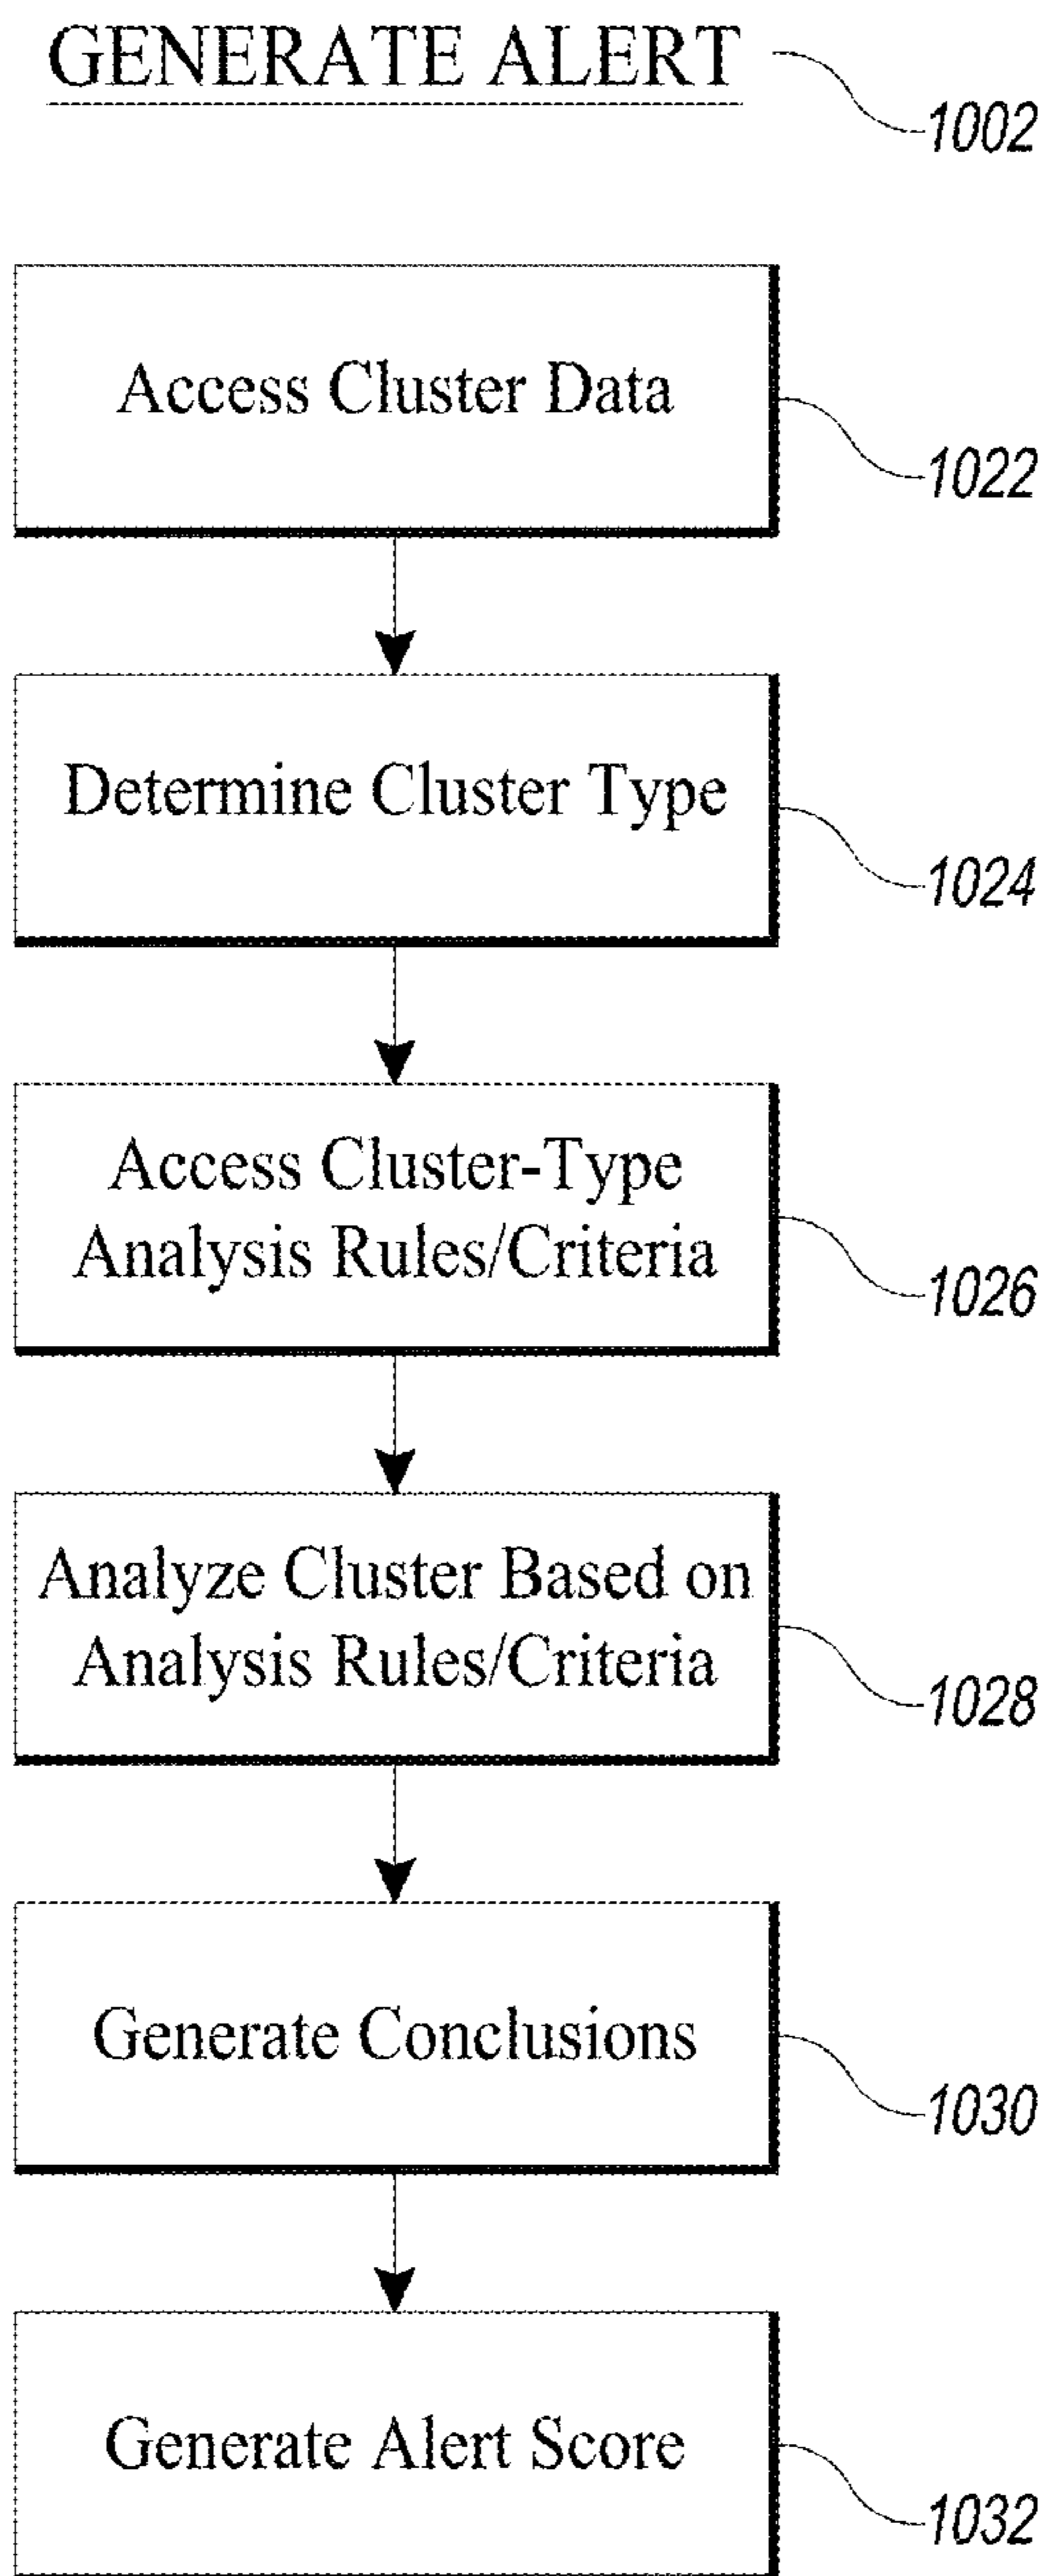 GENERATE ALERT
1002
Access Cluster Data
1022
Determine Cluster Type
1024
Access Cluster-Type
Analysis Rules/Criteria
1026
Analyze Cluster Based on
Analysis Rules/Criteria
1028
Generate Conclusions
1030
Generate Alert Score
1032